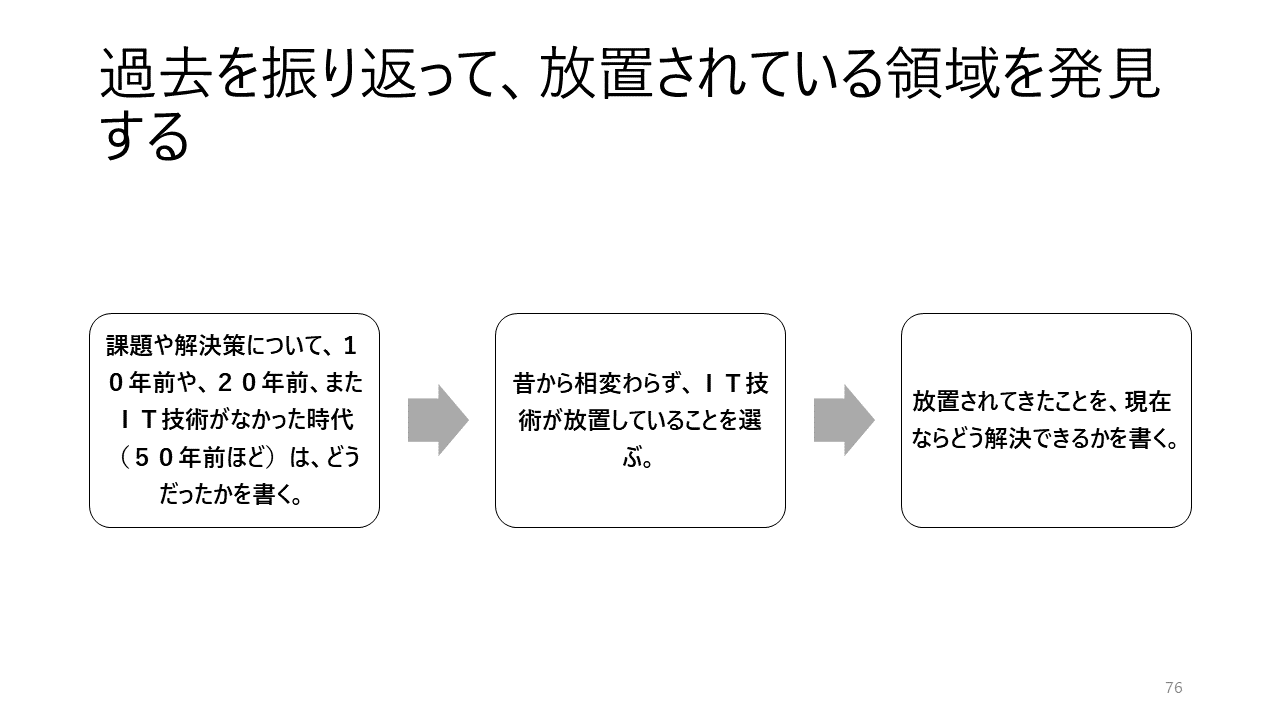 過去を振り返って、放置されている領域を発見
する
課題や解決策について、１
０年前や、２０年前、また
ＩＴ技術がなかった時代
（５０年前ほど）は、どう
だったかを書く。
昔から相変わらず、ＩＴ技
術が放置していることを選
ぶ。
放置されてきたことを、現在
ならどう解決できるかを書く。
76